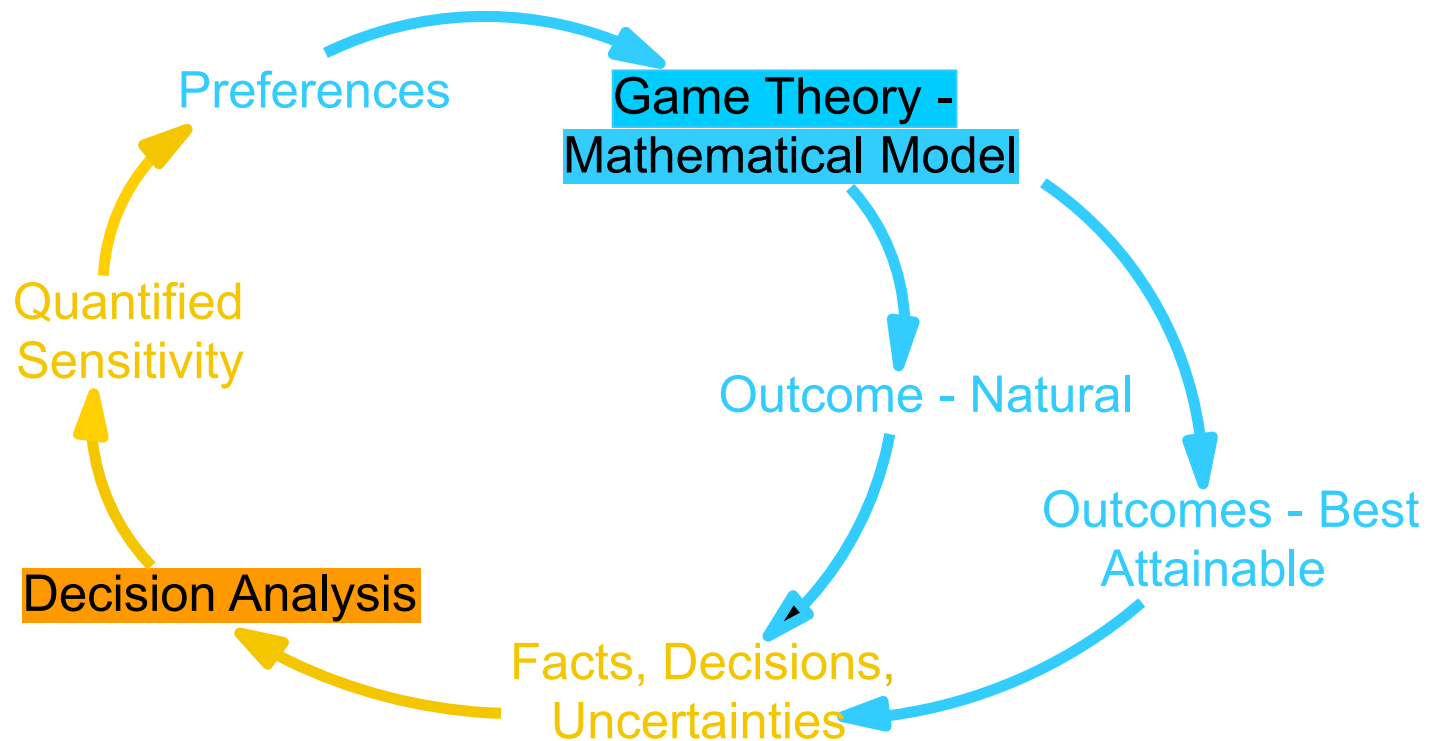 Preferences
Game Theory -
Mathematical Model
Quantified
Sensitivity
Outcome - Natural
Outcomes - Best
Attainable
Decision Analysis
Facts, Decisions,
Uncertainties